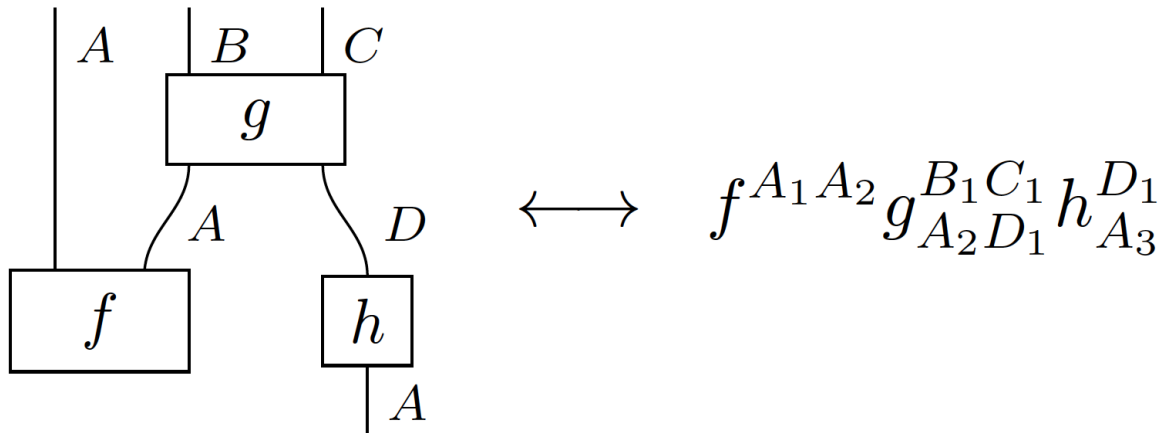 A B C
g
A D
f h
A
⟷ f^{A_1 A_2} g^{B_1 C_1}_{A_2 D_1} h^{D_1}_{A_3}